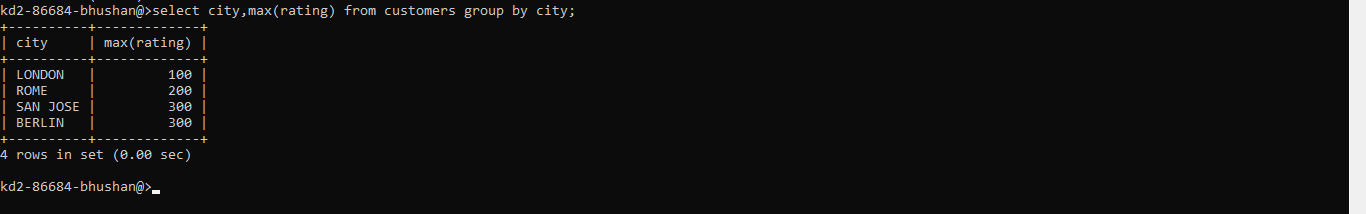 kd2-86684-bhushan@>select city,max(rating) from customers group by city;
+----------+-------------+
| city     | max(rating) |
+----------+-------------+
| LONDON   |         100 |
| ROME     |         200 |
| SAN JOSE |         300 |
| BERLIN   |         300 |
+----------+-------------+
4 rows in set (0.00 sec)

kd2-86684-bhushan@>